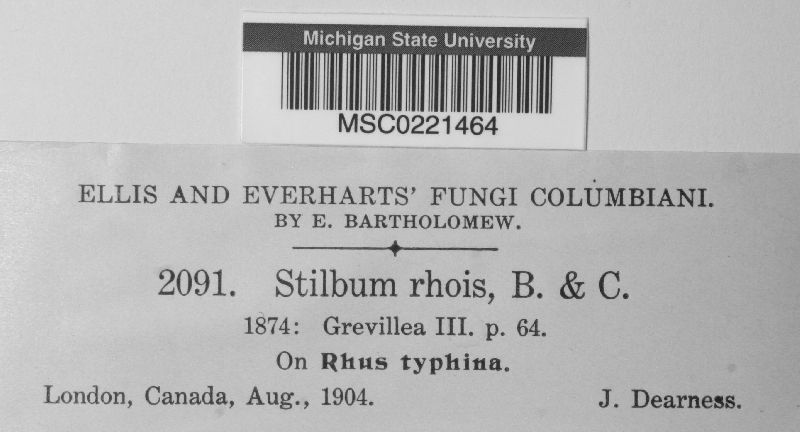 Michigan State University
MSC0221464
ELLIS AND EVERHARTS' FUNGI COLUMBIANI.
BY E. BARTHOLOMEW.
2091. Stilbum rhois, B. & C.
1874: Grevillea III. p. 64.
On Rhus typhina.
London, Canada, Aug., 1904. J. Dearness.